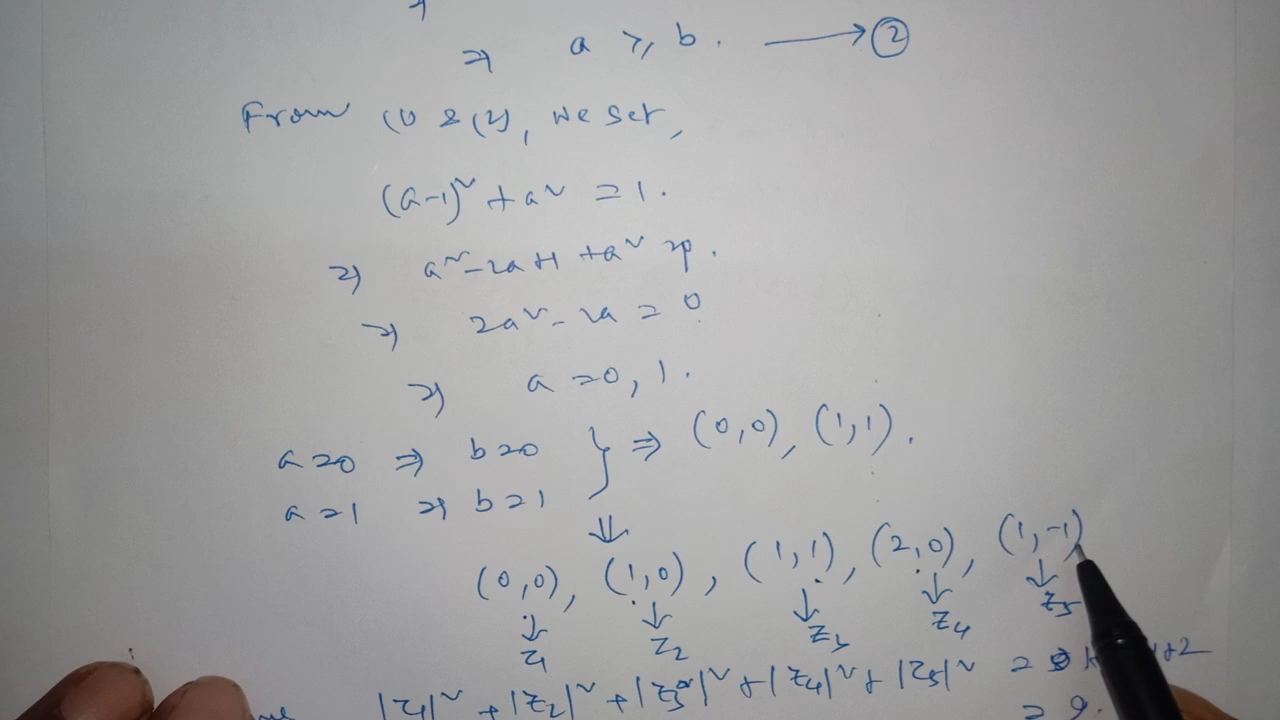 ⇒ a ≥ b. ⟶ ②
From (1) & (2), we get,
(a-1)² + a² = 1.
⇒ a² - 2a + 1 + a² = 1.
⇒ 2a² - 2a = 0
⇒ a = 0, 1.
a = 0 ⇒ b = 0 } ⇒ (0,0), (1,1).
a = 1 ⇒ b = 1
⇓
(0,0), (1,0), (1,1), (2,0), (1,-1)
↓ ↓ ↓ ↓ ↓
z1 z2 z3 z4 z5
|z1|² + |z2|² + |z3|² + |z4|² + |z5|² = +2
= 9.